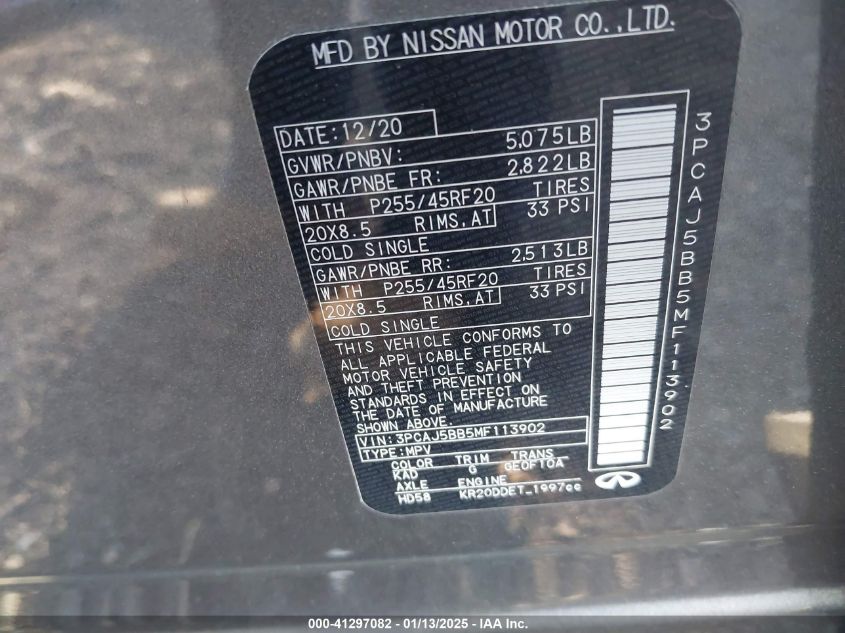 MFD BY NISSAN MOTOR CO.,LTD.
DATE:12/20
GVWR/PNBV: 5,075LB
GAWR/PNBE FR: 2,822LB
WITH P255/45RF20 TIRES
20X8.5 RIMS,AT 33 PSI
COLD SINGLE
GAWR/PNBE RR: 2,513LB
WITH P255/45RF20 TIRES
20X8.5 RIMS,AT 33 PSI
COLD SINGLE
THIS VEHICLE CONFORMS TO
ALL APPLICABLE FEDERAL
MOTOR VEHICLE SAFETY
AND THEFT PREVENTION
STANDARDS IN EFFECT ON
THE DATE OF MANUFACTURE
SHOWN ABOVE.
VIN:3PCAJ5BB5MF113902
TYPE:MPV
COLOR TRIM TRANS
KAD G GE0F10A
AXLE ENGINE
HD58 KR20DDET_1997cc
3PCAJ5BB5MF113902
000-41297082 - 01/13/2025 - IAA Inc.